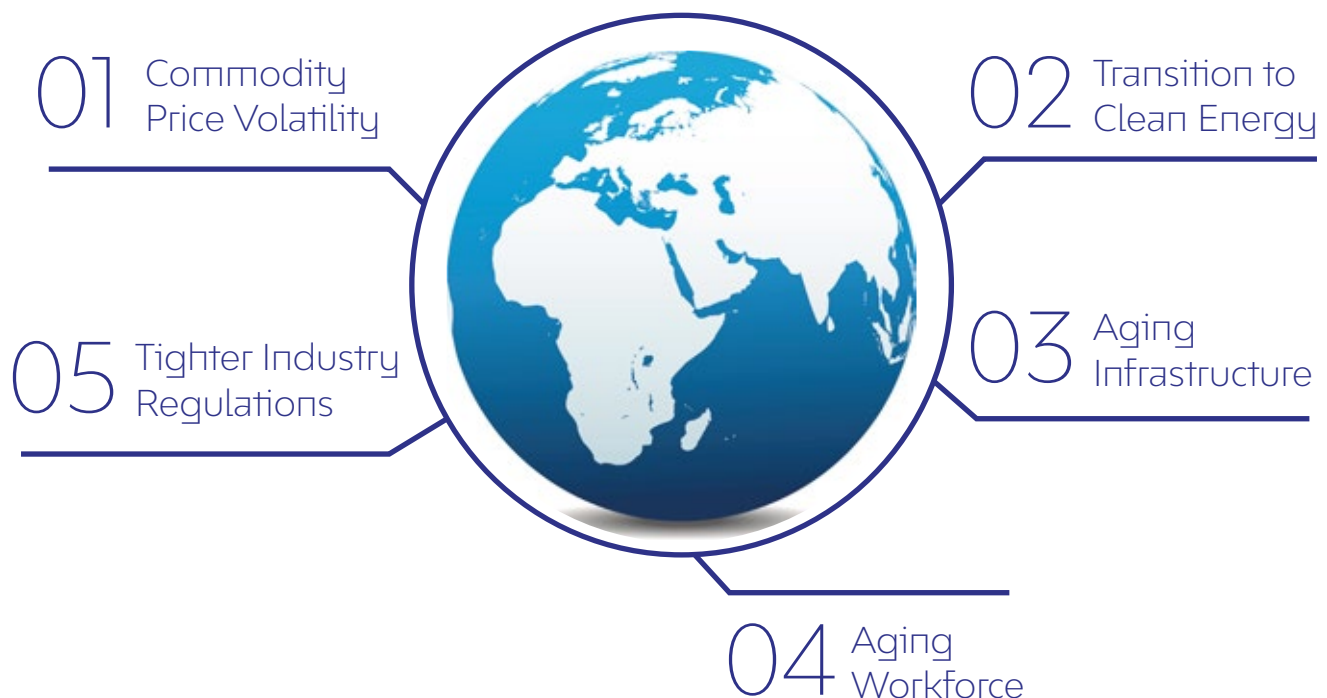 01 Commodity
Price Volatility
02 Transition to
Clean Energy
03 Aging
Infrastructure
04 Aging
Workforce
05 Tighter Industry
Regulations